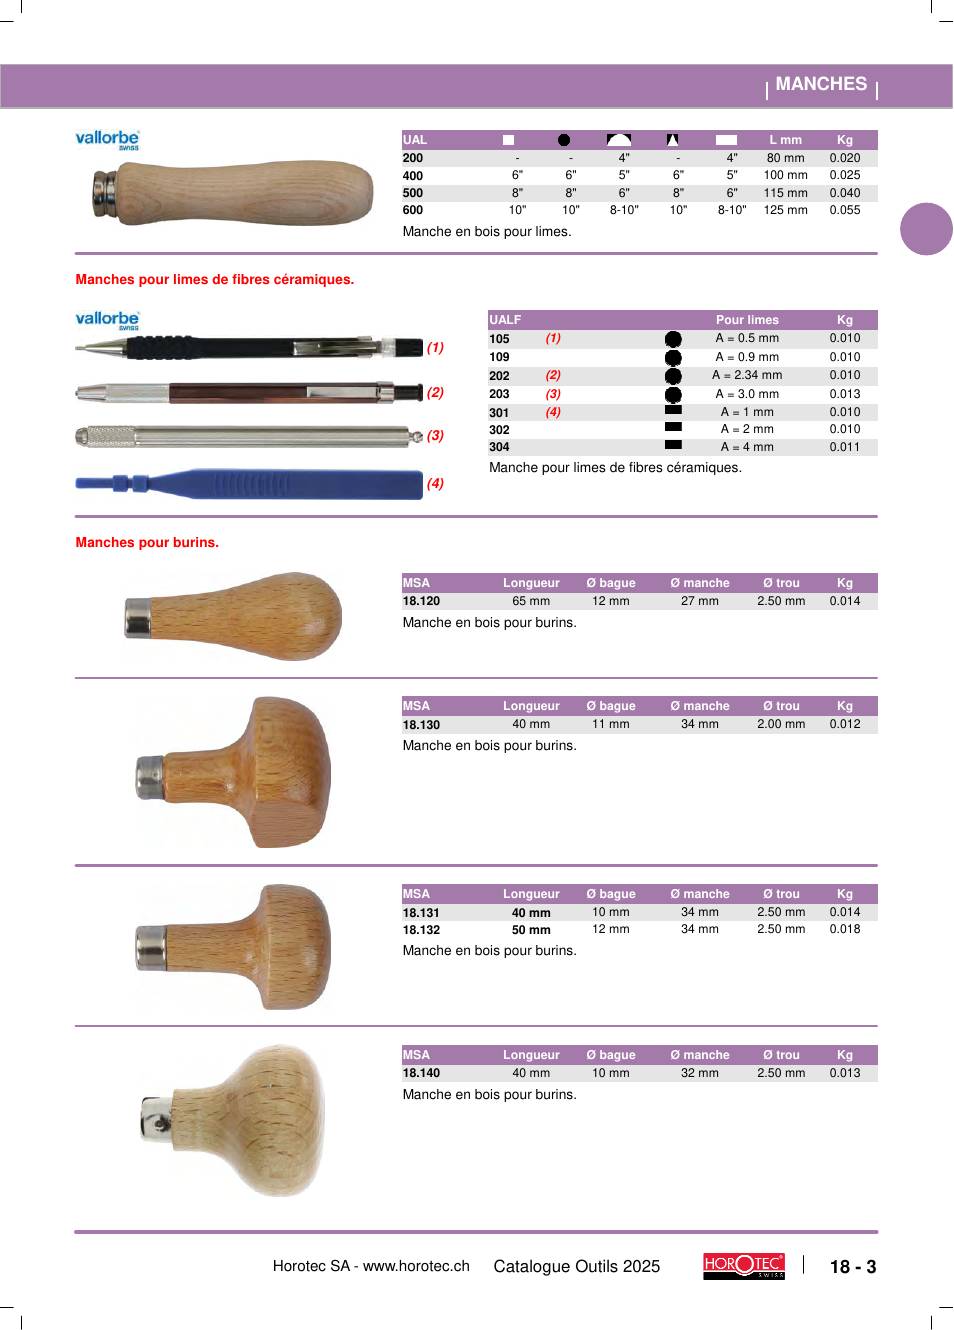 MANCHES
vallorbe
swiss
UAL L mm Kg
200 - - 4" - 4" 80 mm 0.020
400 6" 6" 5" 6" 5" 100 mm 0.025
500 8" 8" 6" 8" 6" 115 mm 0.040
600 10" 10" 8-10" 10" 8-10" 125 mm 0.055
Manche en bois pour limes.
Manches pour limes de fibres céramiques.
vallorbe
swiss
(1)
(2)
(3)
(4)
UALF Pour limes Kg
105 (1) A = 0.5 mm 0.010
109 A = 0.9 mm 0.010
202 (2) A = 2.34 mm 0.010
203 (3) A = 3.0 mm 0.013
301 (4) A = 1 mm 0.010
302 A = 2 mm 0.010
304 A = 4 mm 0.011
Manche pour limes de fibres céramiques.
Manches pour burins.
MSA Longueur Ø bague Ø manche Ø trou Kg
18.120 65 mm 12 mm 27 mm 2.50 mm 0.014
Manche en bois pour burins.
MSA Longueur Ø bague Ø manche Ø trou Kg
18.130 40 mm 11 mm 34 mm 2.00 mm 0.012
Manche en bois pour burins.
MSA Longueur Ø bague Ø manche Ø trou Kg
18.131 40 mm 10 mm 34 mm 2.50 mm 0.014
18.132 50 mm 12 mm 34 mm 2.50 mm 0.018
Manche en bois pour burins.
MSA Longueur Ø bague Ø manche Ø trou Kg
18.140 40 mm 10 mm 32 mm 2.50 mm 0.013
Manche en bois pour burins.
Horotec SA - www.horotec.ch Catalogue Outils 2025 HOROTEC SWISS 18 - 3